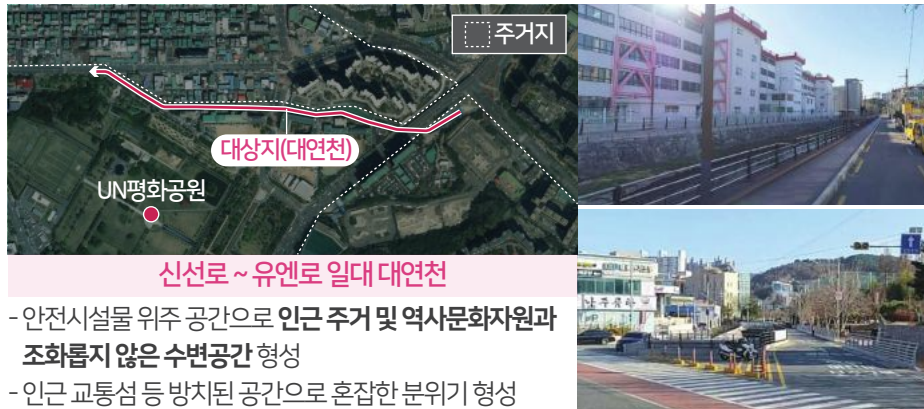 주거지
대상지(대연천)
UN평화공원
신선로 ~ 유엔로 일대 대연천
- 안전시설물 위주 공간으로 인근 주거 및 역사문화자원과
조화롭지 않은 수변공간 형성
- 인근 교통섬 등 방치된 공간으로 혼잡한 분위기 형성